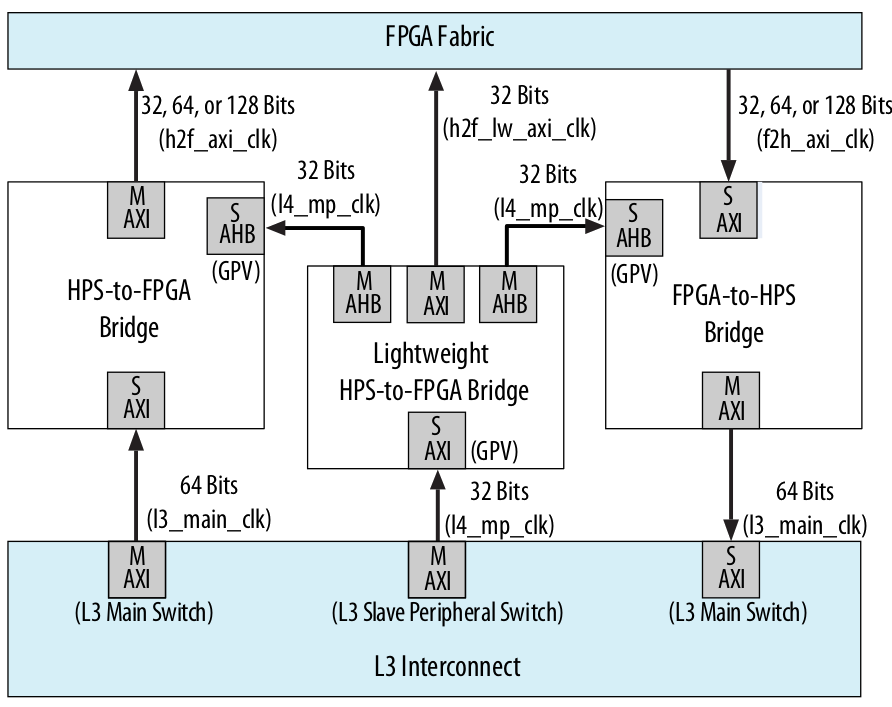 FPGA Fabric
32, 64, or 128 Bits
(h2f_axi_clk)
32 Bits
(h2f_lw_axi_clk)
32, 64, or 128 Bits
(f2h_axi_clk)
32 Bits
(l4_mp_clk)
32 Bits
(l4_mp_clk)
M
AXI
S
AHB
(GPV)
HPS-to-FPGA
Bridge
S
AXI
M
AHB
M
AXI
M
AHB
Lightweight
HPS-to-FPGA Bridge
S
AXI
(GPV)
S
AHB
(GPV)
S
AXI
FPGA-to-HPS
Bridge
M
AXI
64 Bits
(l3_main_clk)
32 Bits
(l4_mp_clk)
64 Bits
(l3_main_clk)
M
AXI
(L3 Main Switch)
M
AXI
(L3 Slave Peripheral Switch)
S
AXI
(L3 Main Switch)
L3 Interconnect